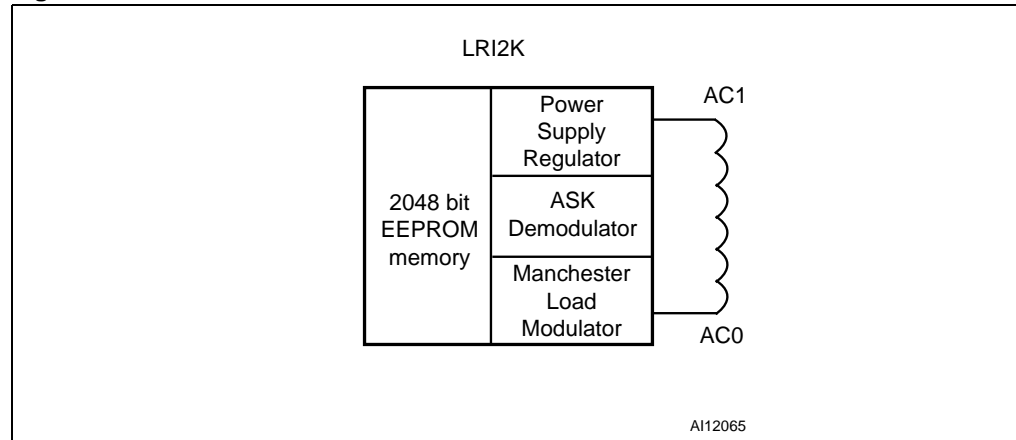 LRI2K
Power
Supply
Regulator
AC1
2048 bit
EEPROM
memory
ASK
Demodulator
Manchester
Load
Modulator
AC0
AI12065